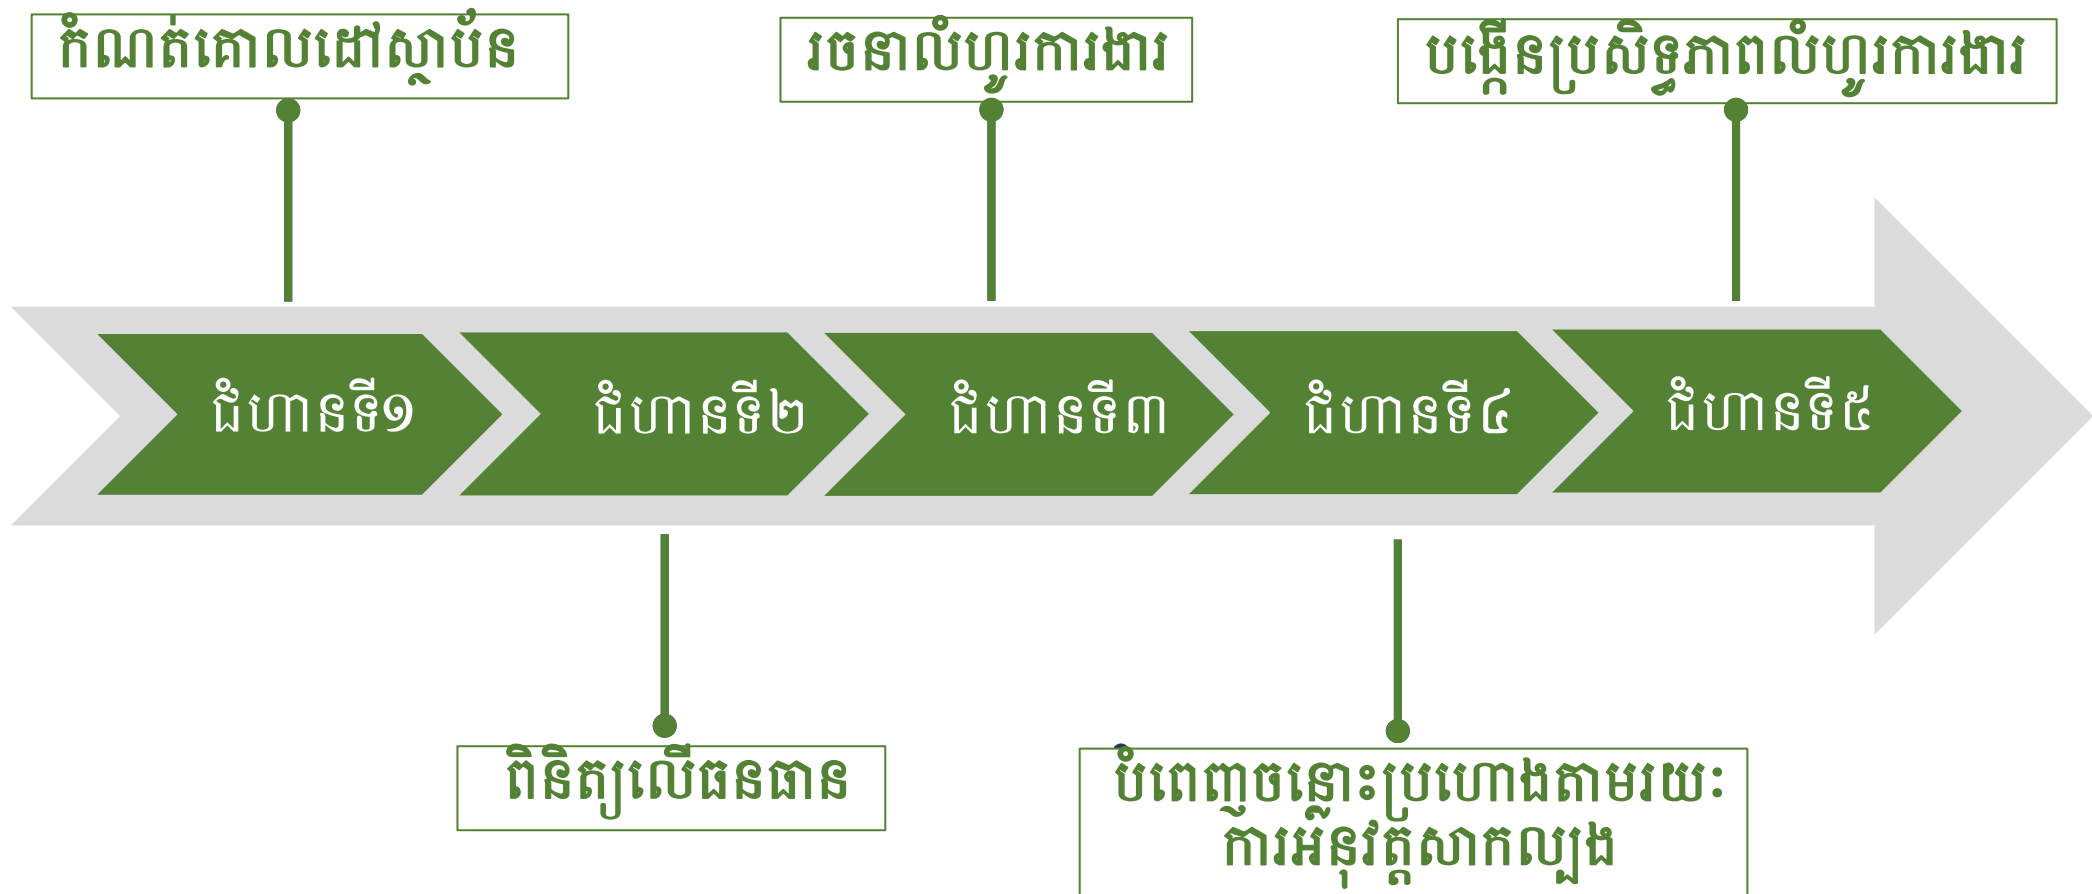 កំណត់គោលដៅស្ថាប័ន
រចនាលំហូរការងារ
បង្កើនប្រសិទ្ធភាពលំហូរការងារ
ជំហានទី១
ជំហានទី២
ជំហានទី៣
ជំហានទី៤
ជំហានទី៥
ពិនិត្យលើធនធាន
បំពេញចន្លោះប្រហោងតាមរយៈ
ការអនុវត្តសាកល្បង